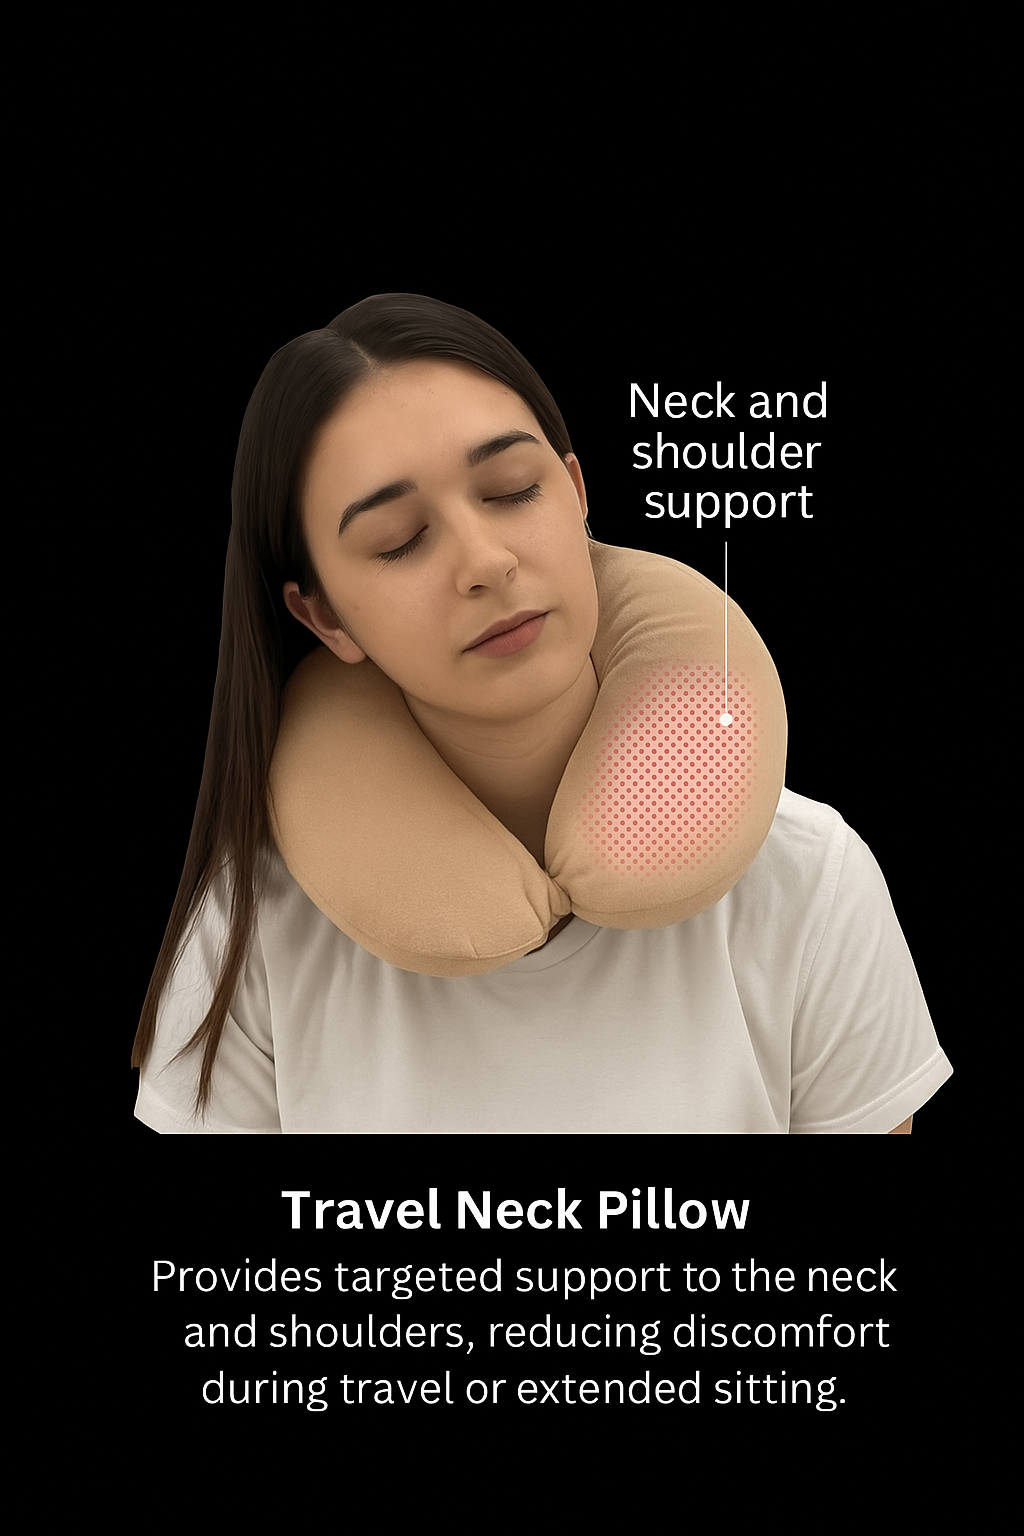 Neck and
shoulder
support
Travel Neck Pillow
Provides targeted support to the neck
and shoulders, reducing discomfort
during travel or extended sitting.